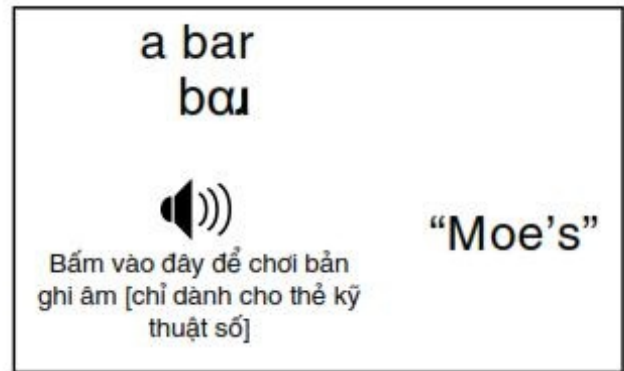 a bar
bɑɹ
Bấm vào đây để chơi bản
ghi âm [chỉ dành cho thẻ kỹ
thuật số]
“Moe’s”